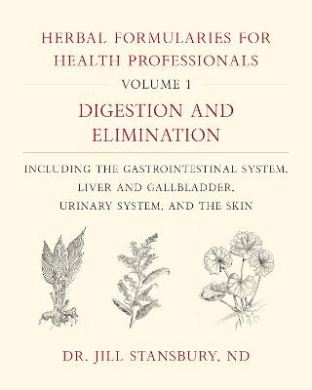 HERBAL FORMULARIES FOR
HEALTH PROFESSIONALS
VOLUME 1
DIGESTION AND
ELIMINATION
INCLUDING THE GASTROINTESTINAL SYSTEM,
LIVER AND GALLBLADDER,
URINARY SYSTEM, AND THE SKIN
DR. JILL STANSBURY, ND